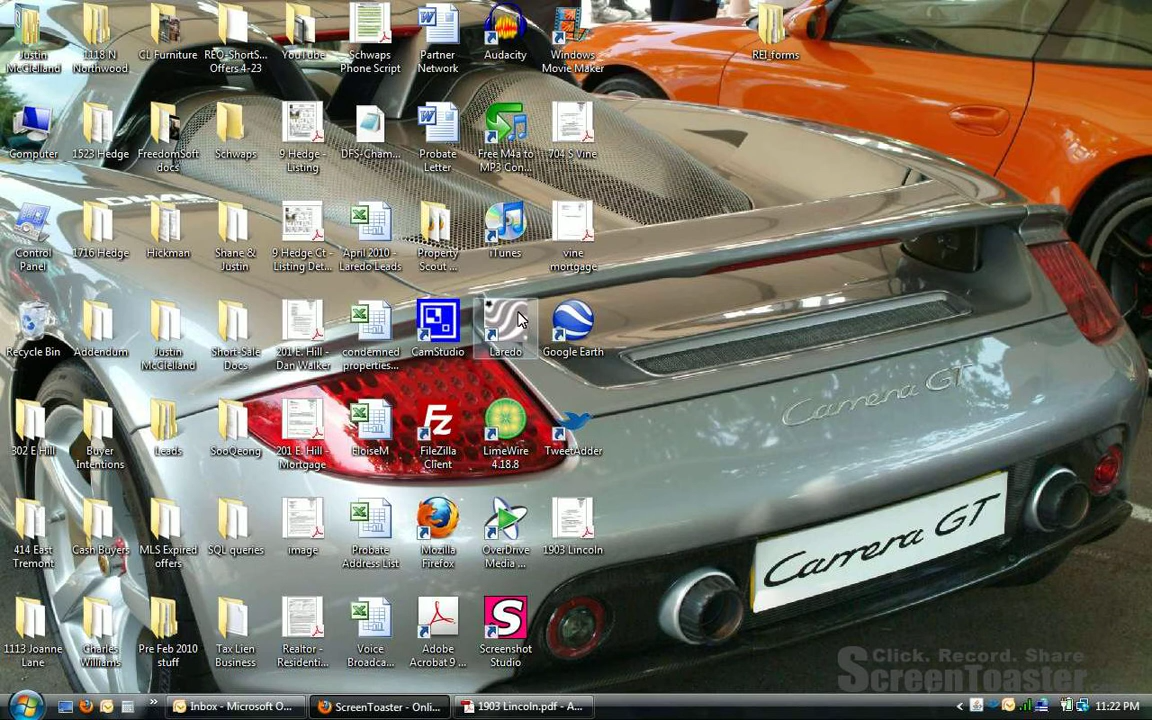 Justin McClelland
1118 N Northwood
CL Furniture
REO-ShortS... Offers 4-23
YouTube
Schwaps Phone Script
Partner Network
Audacity
Windows Movie Maker
REI forms
Computer
1523 Hedge
FreedomSoft docs
Schwaps
9 Hedge - Listing
DFS-Cham...
Probate Letter
Free M4a to MP3 Con...
704 S Vine
Control Panel
1716 Hedge
Hickman
Shane & Justin
9 Hedge Ct - Listing Det...
April 2010 - Laredo Leads
Property Scout ...
iTunes
vine mortgage
Recycle Bin
Addendum
Justin McClelland
Short-Sale Docs
201 E. Hill - Dan Walker
condemned properties...
CamStudio
Laredo
Google Earth
302 E Hill
Buyer Intentions
Leads
SooQeong
201 E. Hill - Mortgage
EloiseM
FileZilla Client
LimeWire 4.18.8
TweetAdder
414 East Tremont
Cash Buyers
MLS Expired offers
SQL queries
image
Probate Address List
Mozilla Firefox
OverDrive Media ...
1903 Lincoln
1113 Joanne Lane
Charles Williams
Pre Feb 2010 stuff
Tax Lien Business
Realtor - Residenti...
Voice Broadca...
Adobe Acrobat 9 ...
Screenshot Studio
Carrera GT
Carrera GT
Click. Record. Share
ScreenToaster
Inbox - Microsoft O...
ScreenToaster - Onli...
1903 Lincoln.pdf - A...
11:22 PM